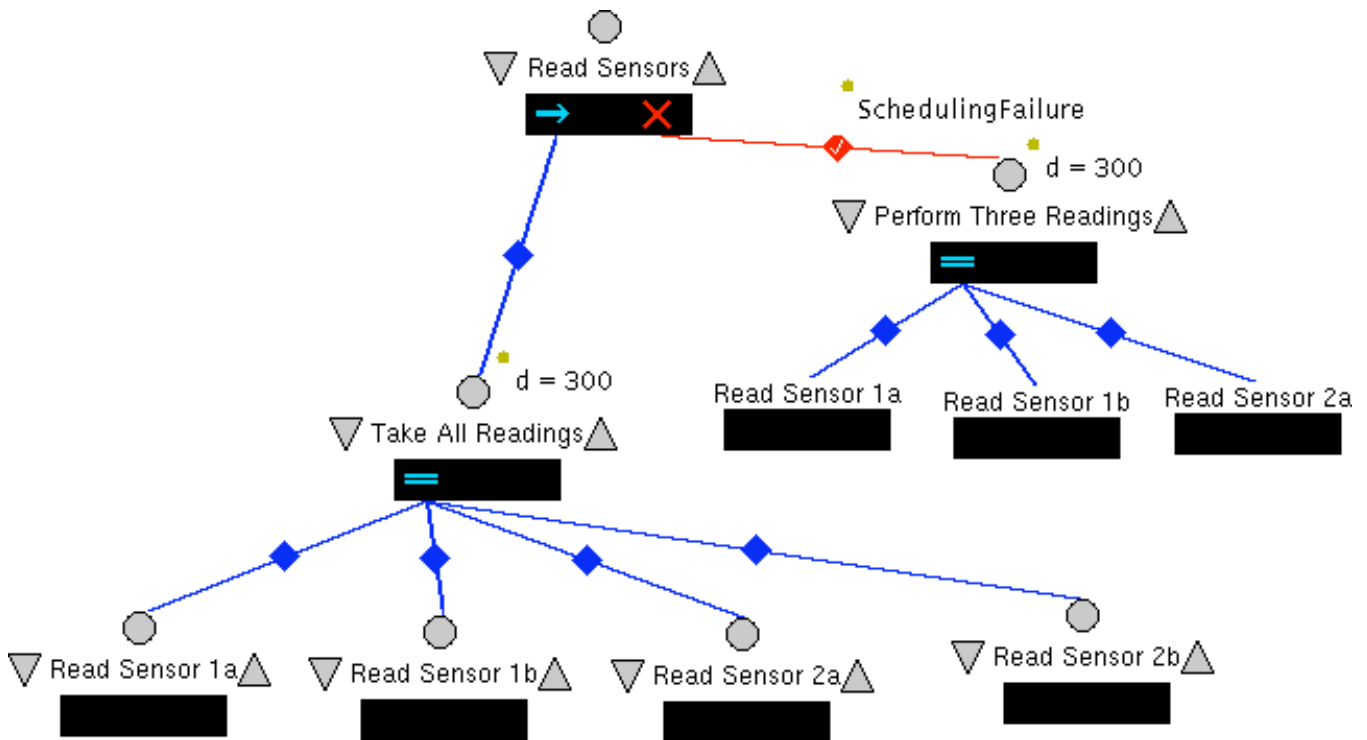 Read Sensors
SchedulingFailure
d = 300
Perform Three Readings
d = 300
Take All Readings
Read Sensor 1a
Read Sensor 1b
Read Sensor 2a
Read Sensor 1a
Read Sensor 1b
Read Sensor 2a
Read Sensor 2b